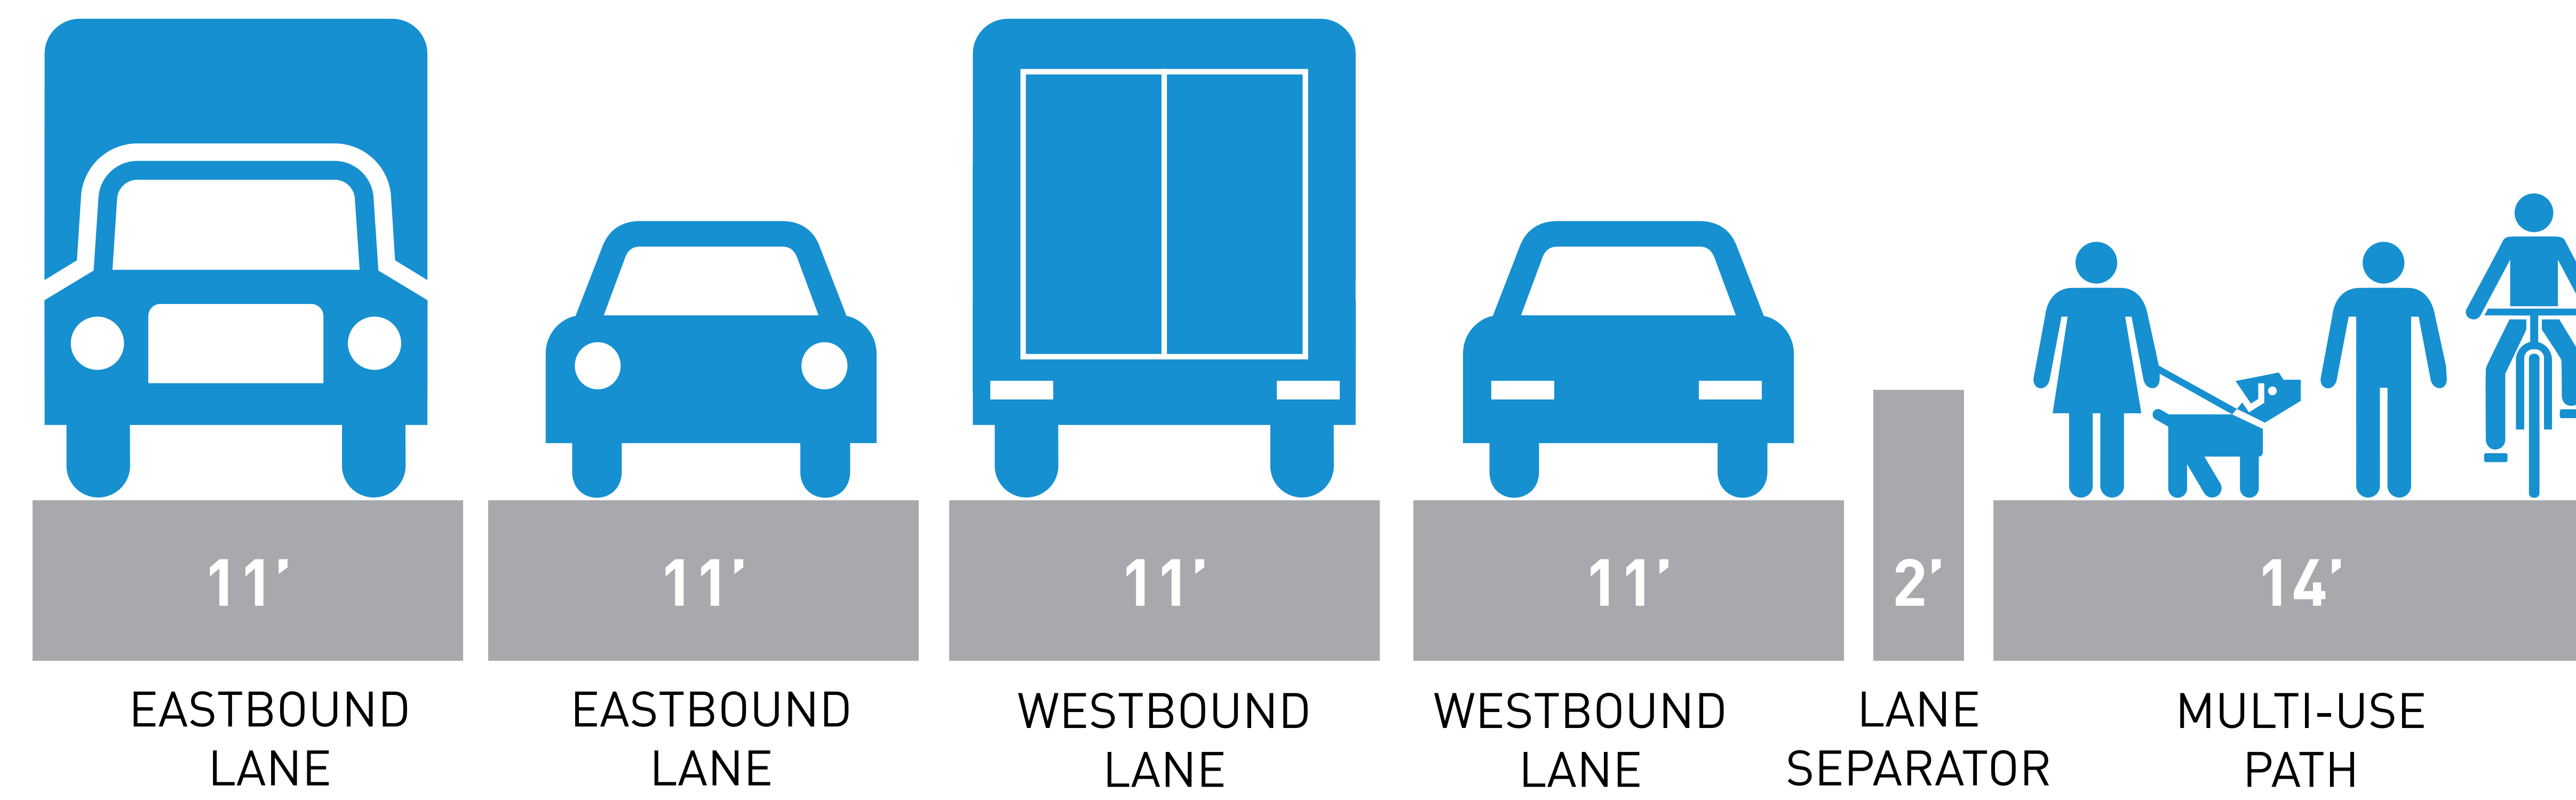 11’
11’
11’
11’
2’
14’
EASTBOUND
LANE
EASTBOUND
LANE
WESTBOUND
LANE
WESTBOUND
LANE
LANE
SEPARATOR
MULTI-USE
PATH